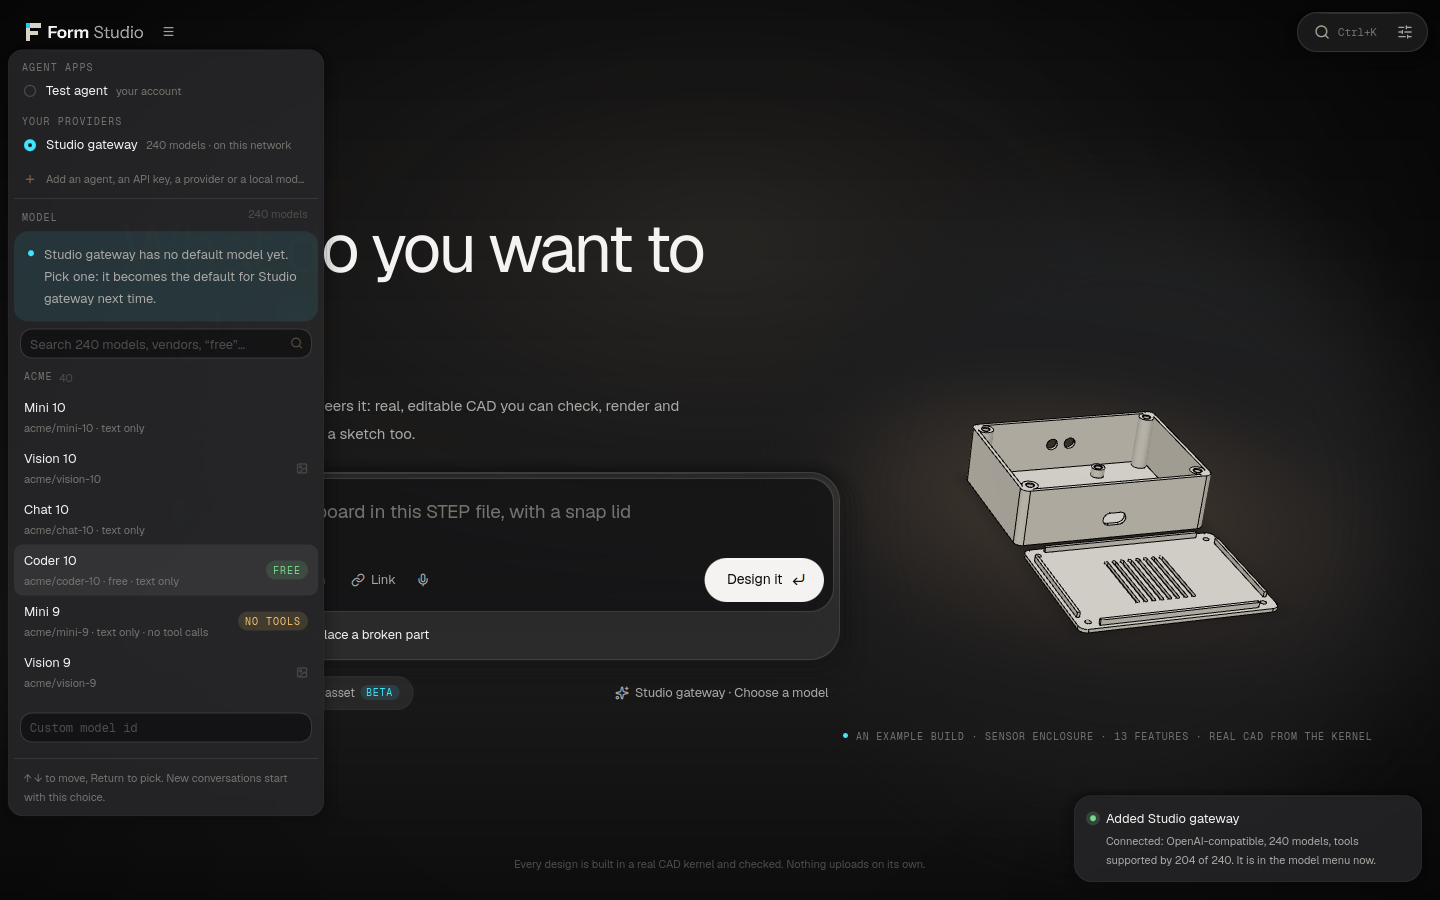 Form Studio
Ctrl+K
AGENT APPS
Test agent your account
YOUR PROVIDERS
Studio gateway 240 models · on this network
+ Add an agent, an API key, a provider or a local mod…
MODEL 240 models
Studio gateway has no default model yet.
Pick one: it becomes the default for Studio
gateway next time.
Search 240 models, vendors, “free”…
ACME 40
Mini 10
acme/mini-10 · text only
Vision 10
acme/vision-10
Chat 10
acme/chat-10 · text only
Coder 10
acme/coder-10 · free · text only
FREE
Mini 9
acme/mini-9 · text only · no tool calls
NO TOOLS
Vision 9
acme/vision-9
Custom model id
↑↓ to move, Return to pick. New conversations start
with this choice.
o you want to
eers it: real, editable CAD you can check, render and
a sketch too.
board in this STEP file, with a snap lid
Link
Design it
lace a broken part
asset BETA
Studio gateway · Choose a model
AN EXAMPLE BUILD · SENSOR ENCLOSURE · 13 FEATURES · REAL CAD FROM THE KERNEL
Added Studio gateway
Connected: OpenAI-compatible, 240 models, tools
supported by 204 of 240. It is in the model menu now.
Every design is built in a real CAD kernel and checked. Nothing uploads on its own.